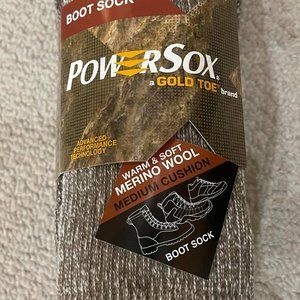 BOOT SOCK
POWERSOX®
a GOLD TOE® brand
ADVANCED
PERFORMANCE
TECHNOLOGY
WARM & SOFT
MERINO WOOL
MEDIUM CUSHION
BOOT SOCK